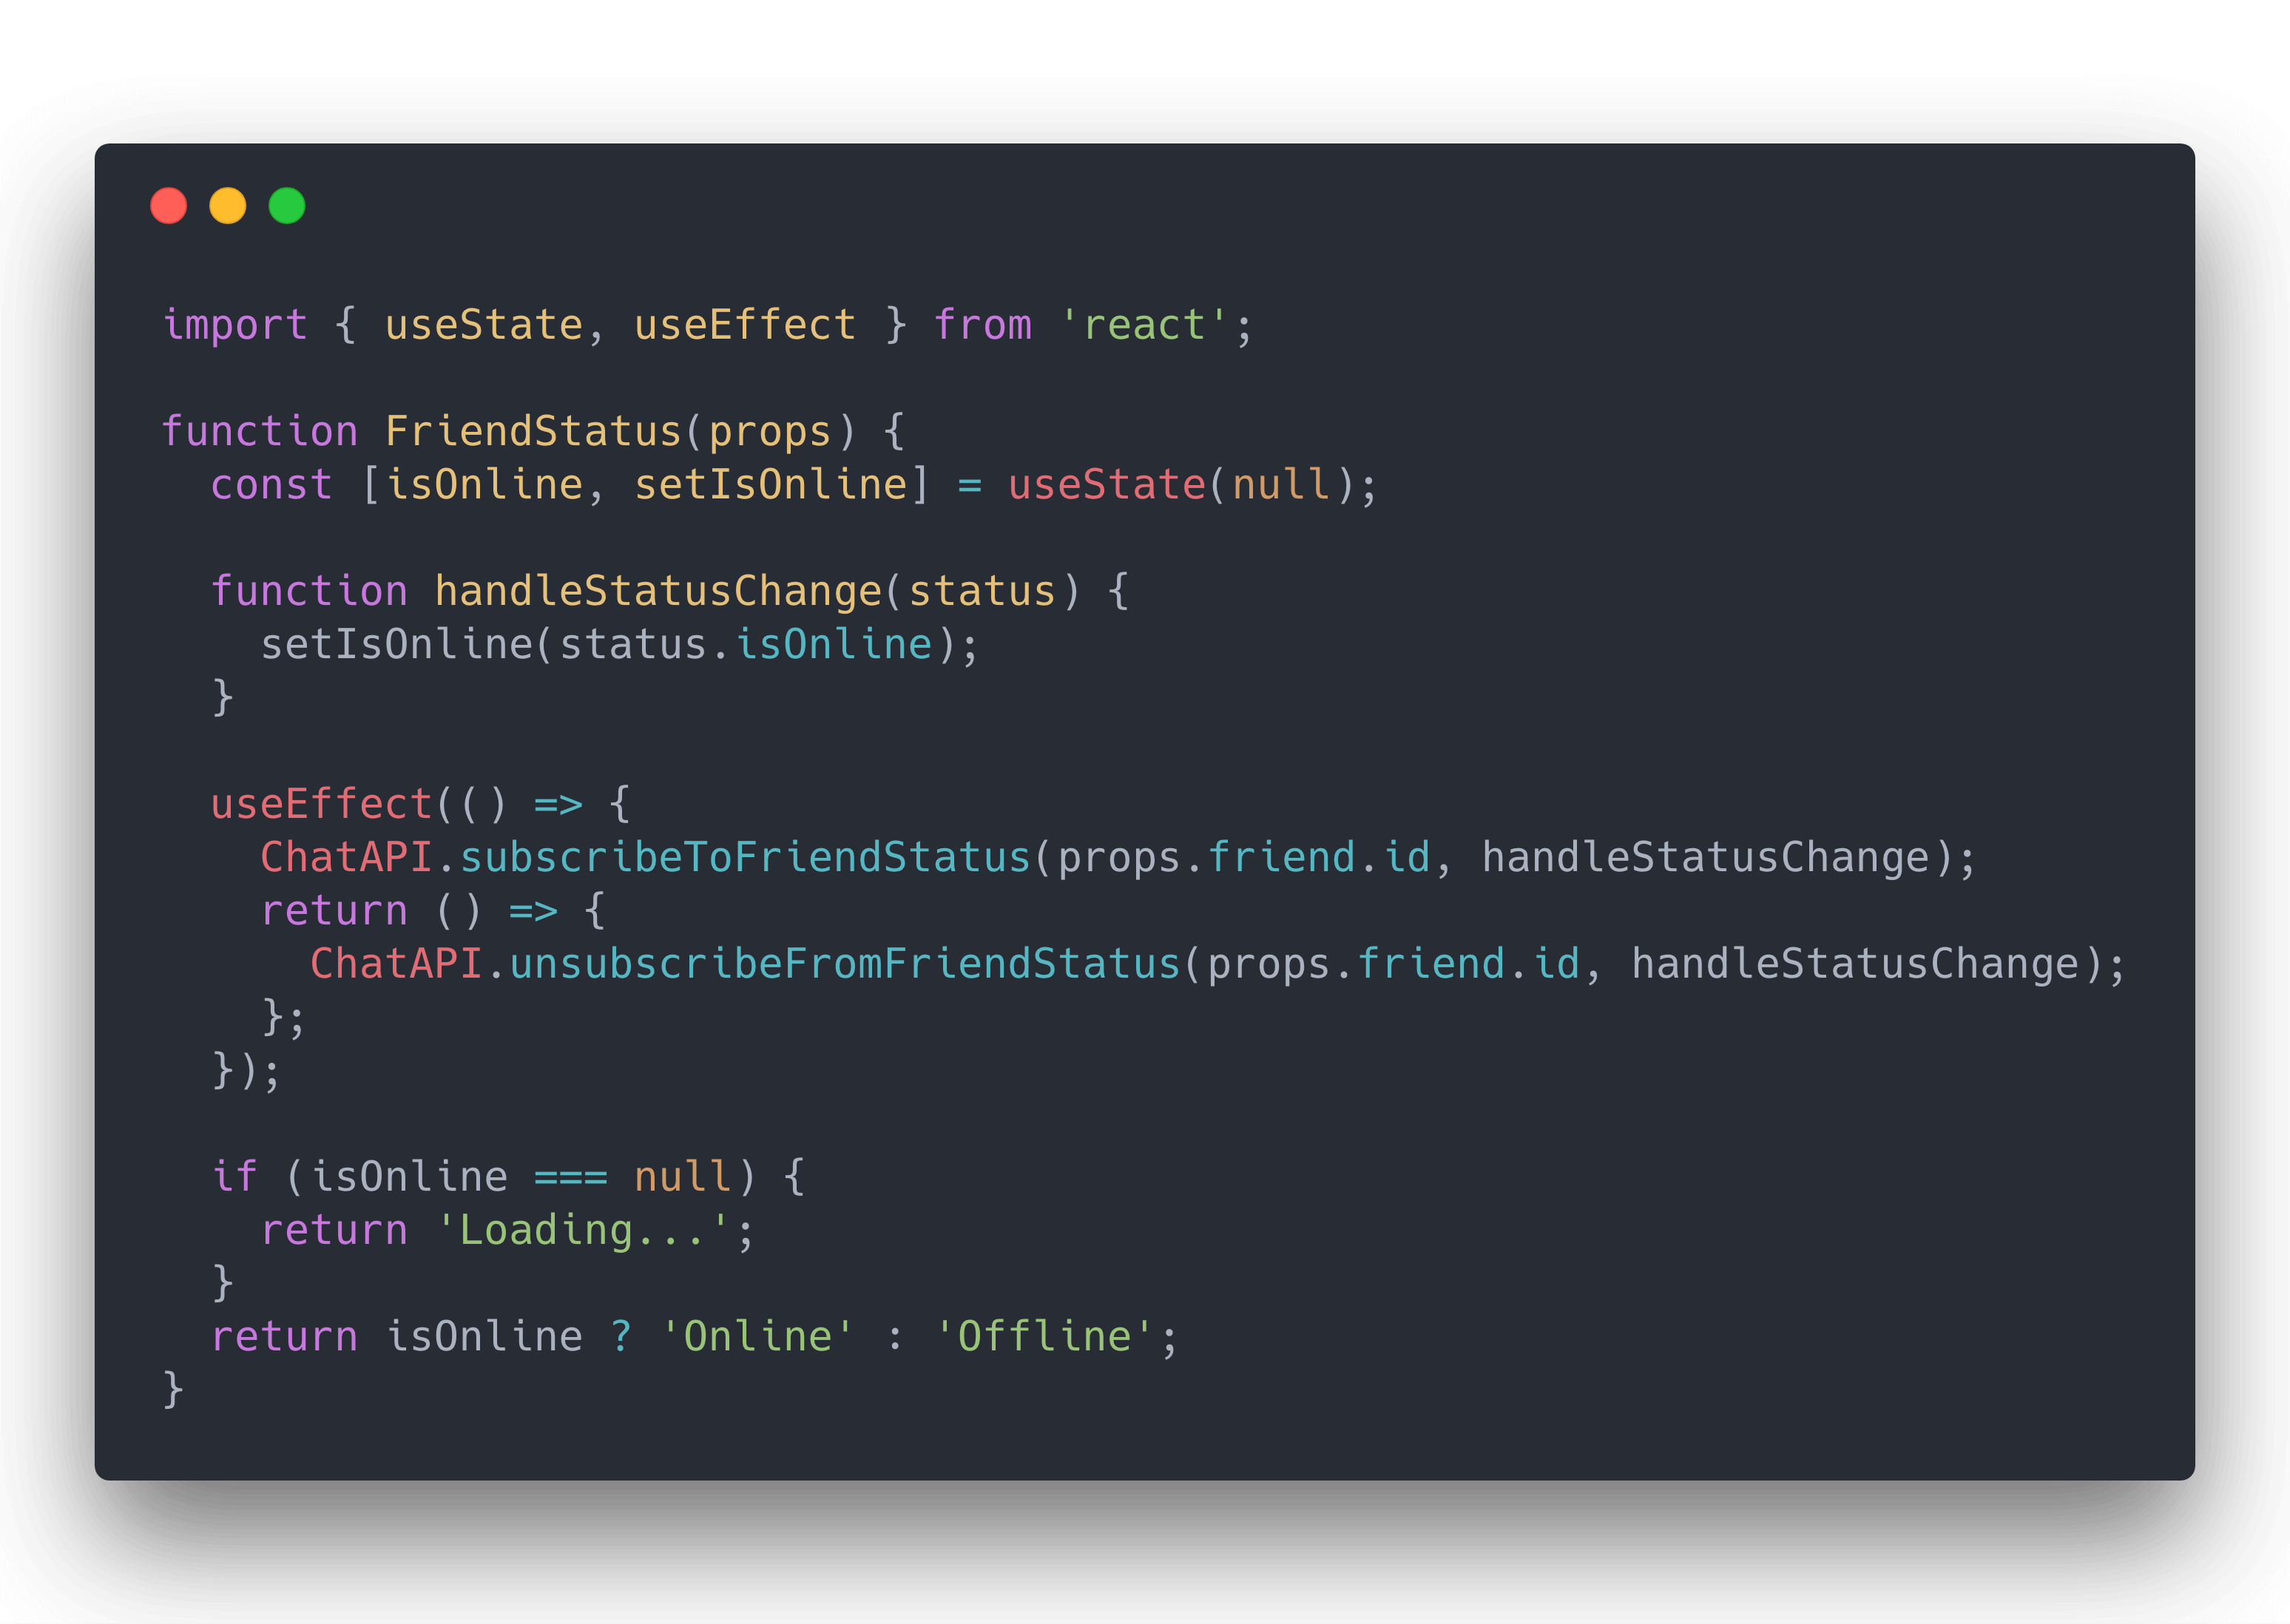 import { useState, useEffect } from 'react';

function FriendStatus(props) {
  const [isOnline, setIsOnline] = useState(null);

  function handleStatusChange(status) {
    setIsOnline(status.isOnline);
  }

  useEffect(() => {
    ChatAPI.subscribeToFriendStatus(props.friend.id, handleStatusChange);
    return () => {
      ChatAPI.unsubscribeFromFriendStatus(props.friend.id, handleStatusChange);
    };
  });

  if (isOnline === null) {
    return 'Loading...';
  }
  return isOnline ? 'Online' : 'Offline';
}